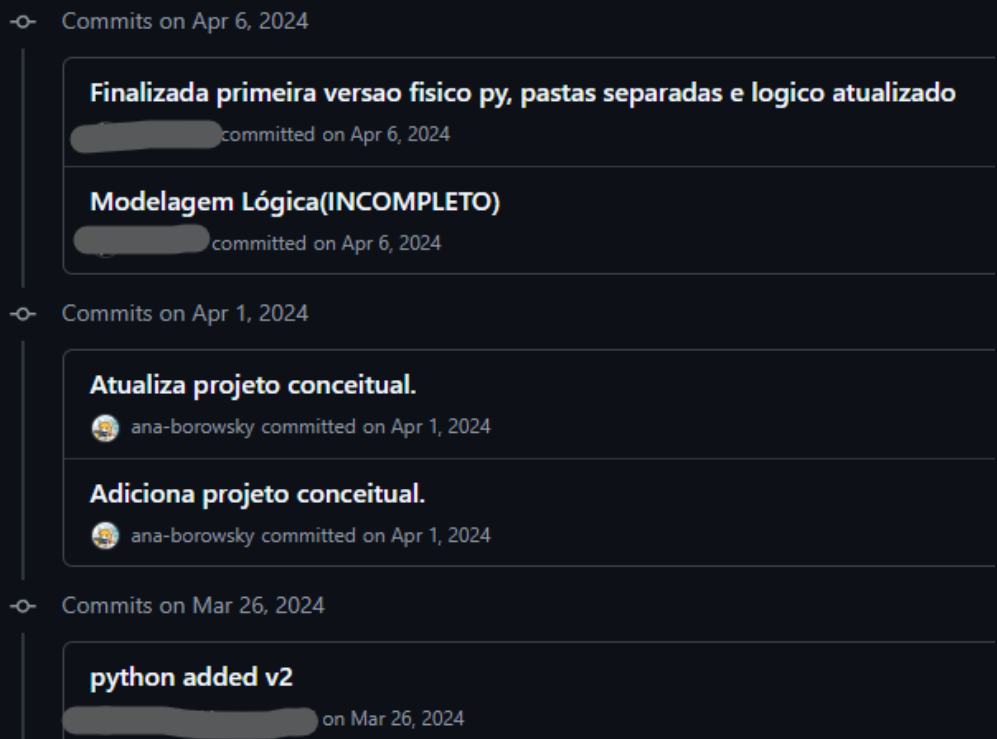 Commits on Apr 6, 2024
Finalizada primeira versao fisico py, pastas separadas e logico atualizado
committed on Apr 6, 2024
Modelagem Lógica(INCOMPLETO)
committed on Apr 6, 2024
Commits on Apr 1, 2024
Atualiza projeto conceitual.
ana-borowsky committed on Apr 1, 2024
Adiciona projeto conceitual.
ana-borowsky committed on Apr 1, 2024
Commits on Mar 26, 2024
python added v2
on Mar 26, 2024